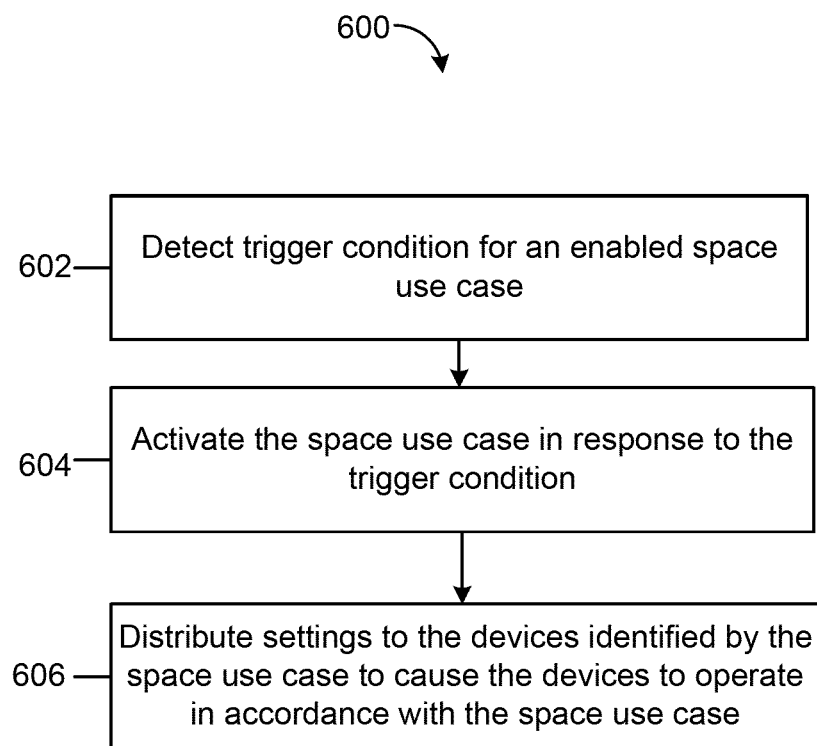 600
602
Detect trigger condition for an enabled space
use case
604
Activate the space use case in response to the
trigger condition
606
Distribute settings to the devices identified by the
space use case to cause the devices to operate
in accordance with the space use case